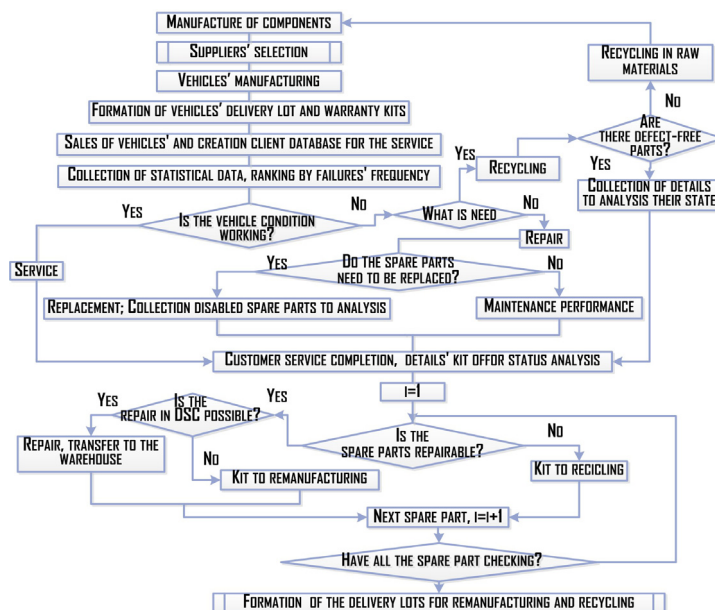 Manufacture of components
Suppliers' selection
Vehicles' manufacturing
Formation of vehicles' delivery lot and warranty kits
Sales of vehicles' and creation client database for the service
Collection of statistical data, ranking by failures' frequency
Recycling in raw
materials
No
Are
there defect-free
parts?
Yes
Collection of details
to analysis their state
Yes
Recycling
Yes
Is the vehicle condition
working?
No
What is need
No
Repair
Service
Yes
Do the spare parts
need to be replaced?
No
Replacement; Collection disabled spare parts to analysis
Maintenance performance
Customer service completion, details' kit offor status analysis
i=1
Yes
Is the
repair in DSC possible?
Yes
Is the
spare parts repairable?
No
Repair, transfer to the
warehouse
No
Kit to remanufacturing
Kit to recicling
Next spare part, i=i+1
Have all the spare part checking?
Formation of the delivery lots for remanufacturing and recycling